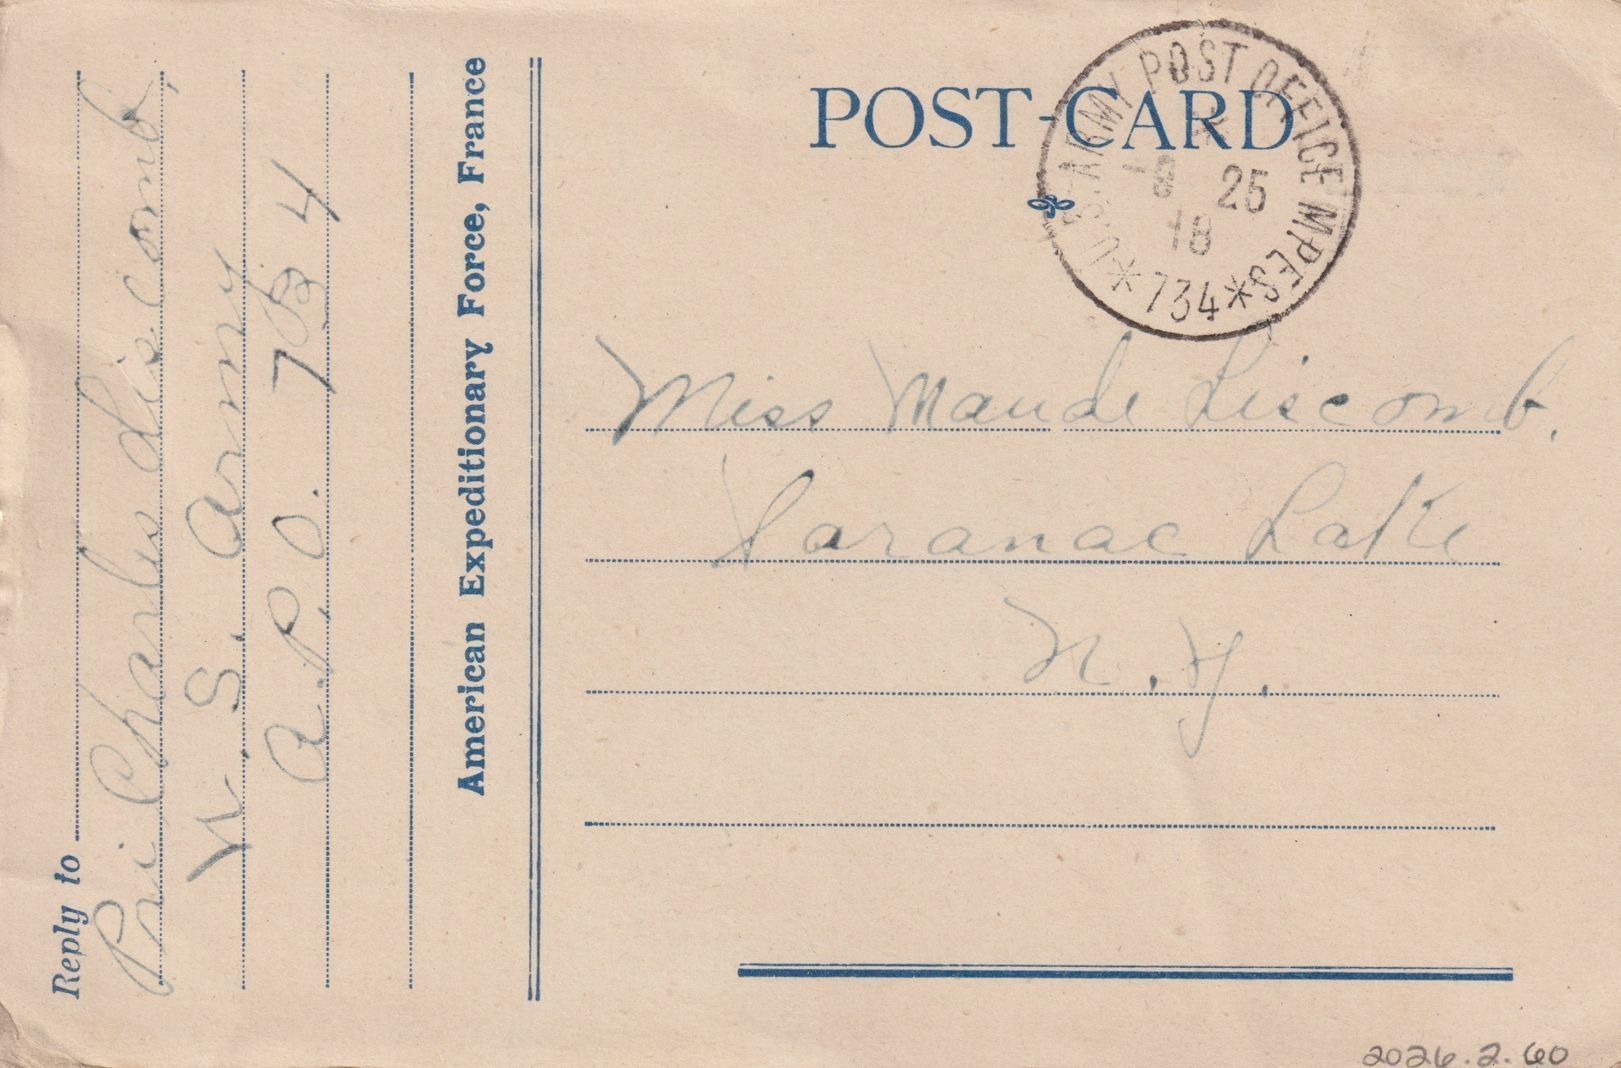 Reply to
Pri Charles Liscomb,
U. S. Army
A. P. O. 734
American Expeditionary Force, France
POST-CARD
U.S. ARMY POST OFFICE M.P.E.S.
25
18
*734*
Miss Maude Liscomb.
Saranac Lake
N. Y.
2026.2.60